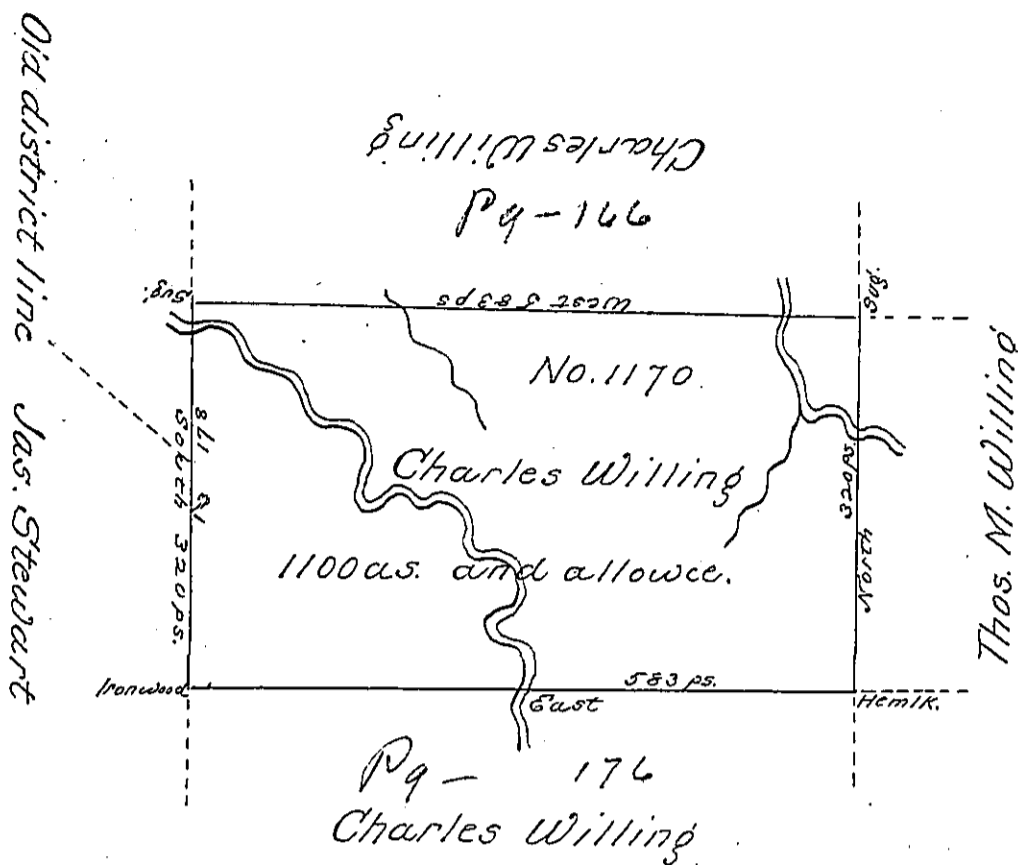 Charles Willing
Pg - 166
Old district line
Jas. Stewart
Sug.
West 583 ps
Sug.
No. 1170.
Charles Willing
1100 as. and allowce.
South 320 ps.
320 ps.
North
Thos. M. Willing
Ironwood
583 ps.
East
Hemlk.
Pg - 176
Charles Willing